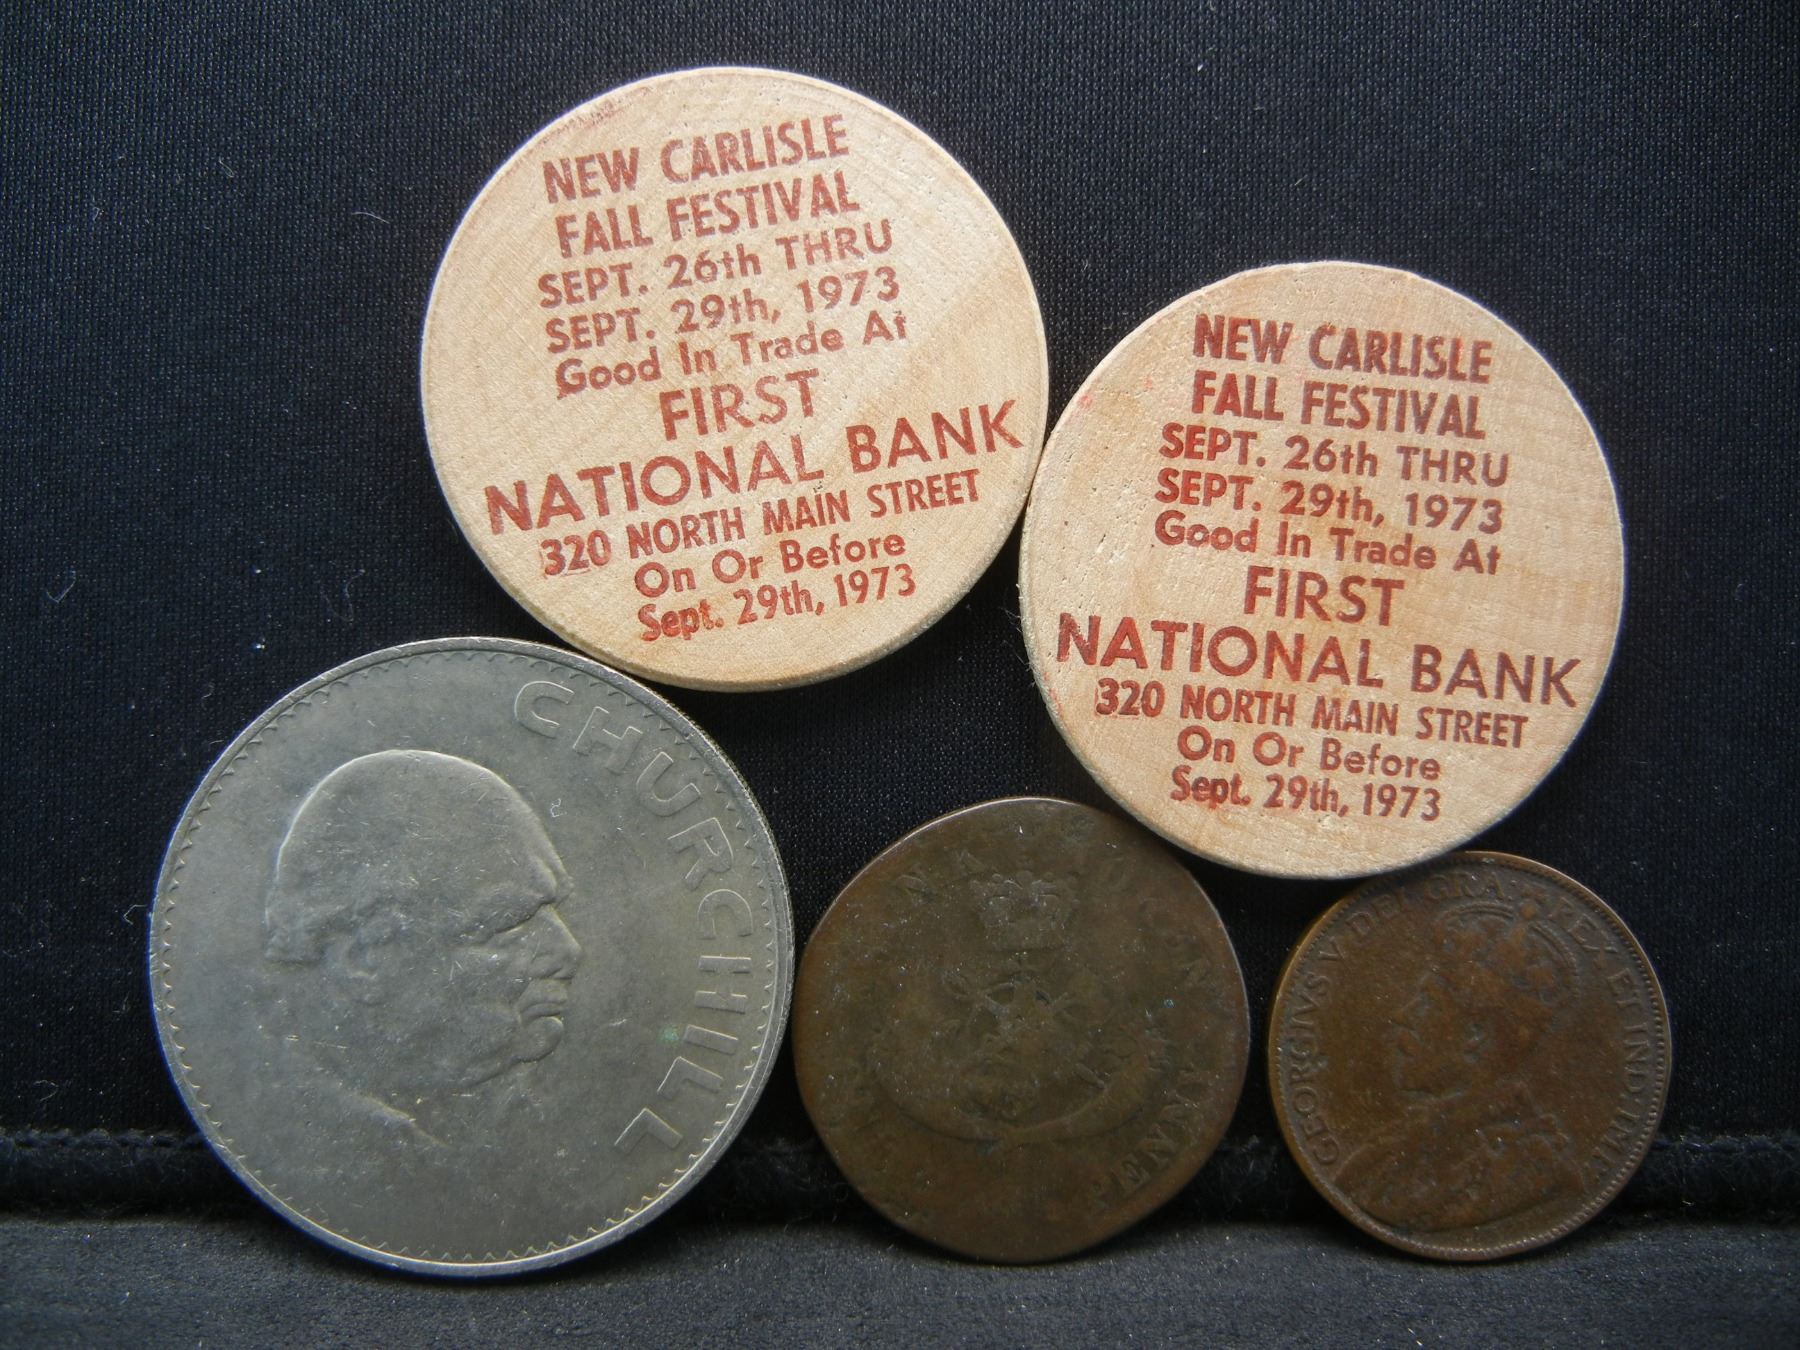 NEW CARLISLE
FALL FESTIVAL
SEPT. 26th THRU
SEPT. 29th, 1973
Good In Trade At
FIRST
NATIONAL BANK
320 NORTH MAIN STREET
On Or Before
Sept. 29th, 1973
NEW CARLISLE
FALL FESTIVAL
SEPT. 26th THRU
SEPT. 29th, 1973
Good In Trade At
FIRST
NATIONAL BANK
320 NORTH MAIN STREET
On Or Before
Sept. 29th, 1973
CHURCHILL
PENNY
GEORGIVS V DEI GRA: REX ET IND:IMP: